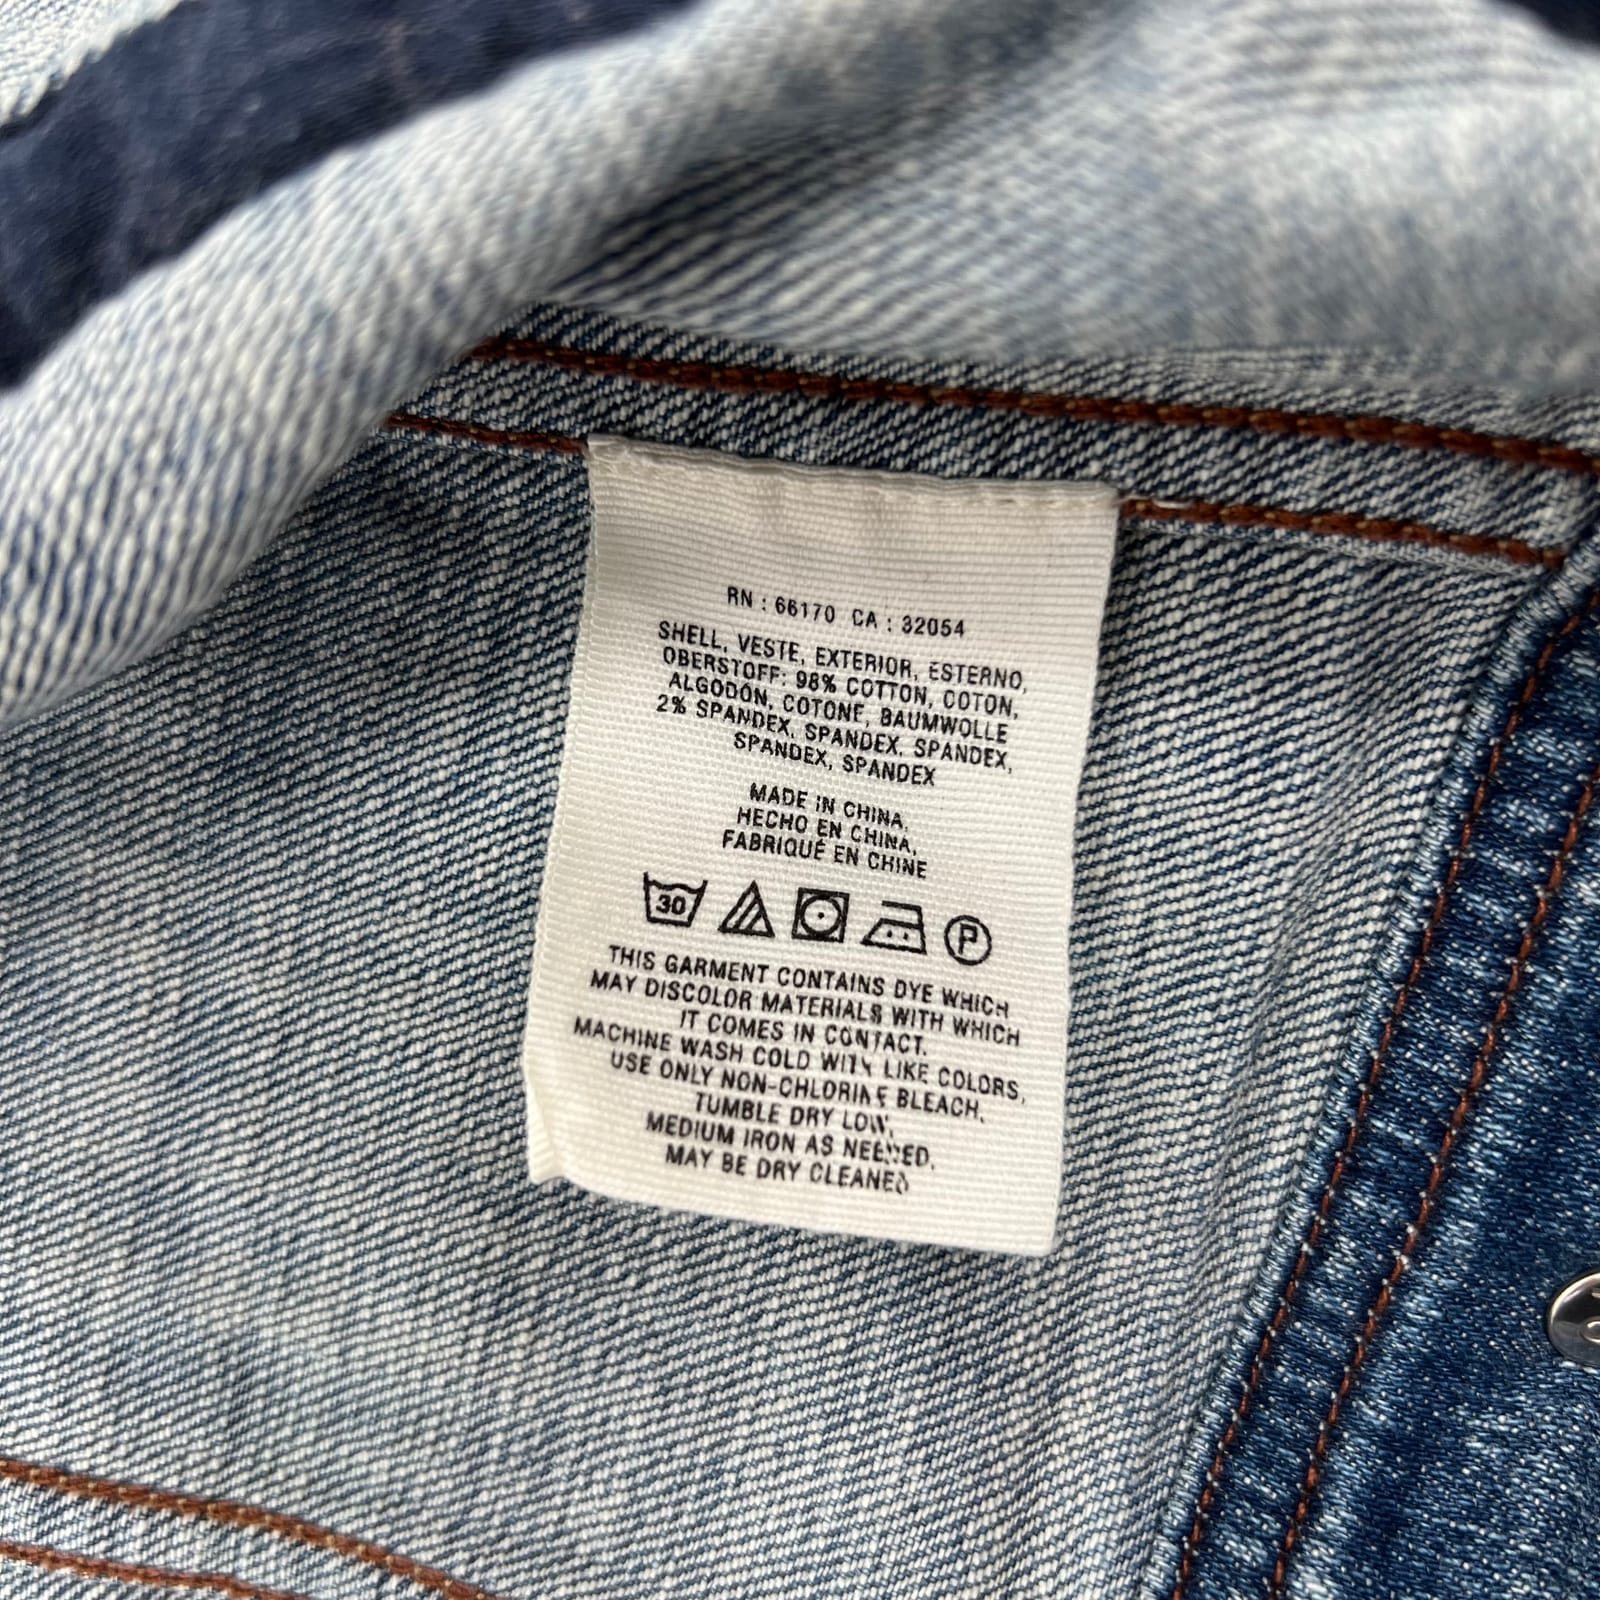 RN : 66170 CA : 32054
SHELL, VESTE, EXTERIOR, ESTERNO,
OBERSTOFF: 98% COTTON, COTON,
ALGODÓN, COTONE, BAUMWOLLE
2% SPANDEX, SPANDEX, SPANDEX,
SPANDEX, SPANDEX
MADE IN CHINA,
HECHO EN CHINA,
FABRIQUÉ EN CHINE
30 P
THIS GARMENT CONTAINS DYE WHICH
MAY DISCOLOR MATERIALS WITH WHICH
IT COMES IN CONTACT.
MACHINE WASH COLD WITH LIKE COLORS,
USE ONLY NON-CHLORINE BLEACH,
TUMBLE DRY LOW,
MEDIUM IRON AS NEEDED,
MAY BE DRY CLEANED